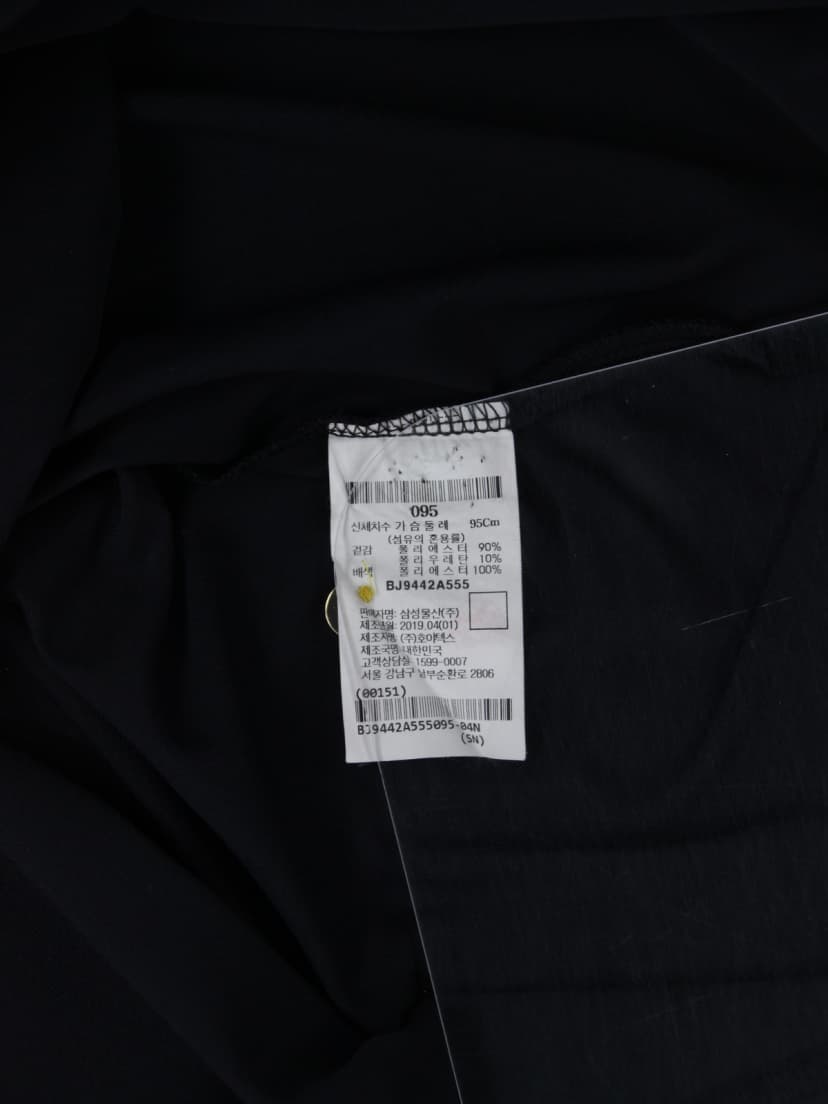 095
신체치수 가 슴 둘 레 95Cm
(섬유의 혼용률)
겉감 폴 리 에 스 터 90%
폴 리 우 레 탄 10%
배색 폴 리 에 스 터 100%
BJ9442A555
판매자명: 삼성물산(주)
제조년월: 2019.04(01)
제조자명: (주)호야텍스
제조국명: 대한민국
고객상담실 1599-0007
서울 강남구 남부순환로 2806
(00151)
BJ9442A555095-04N
(SN)